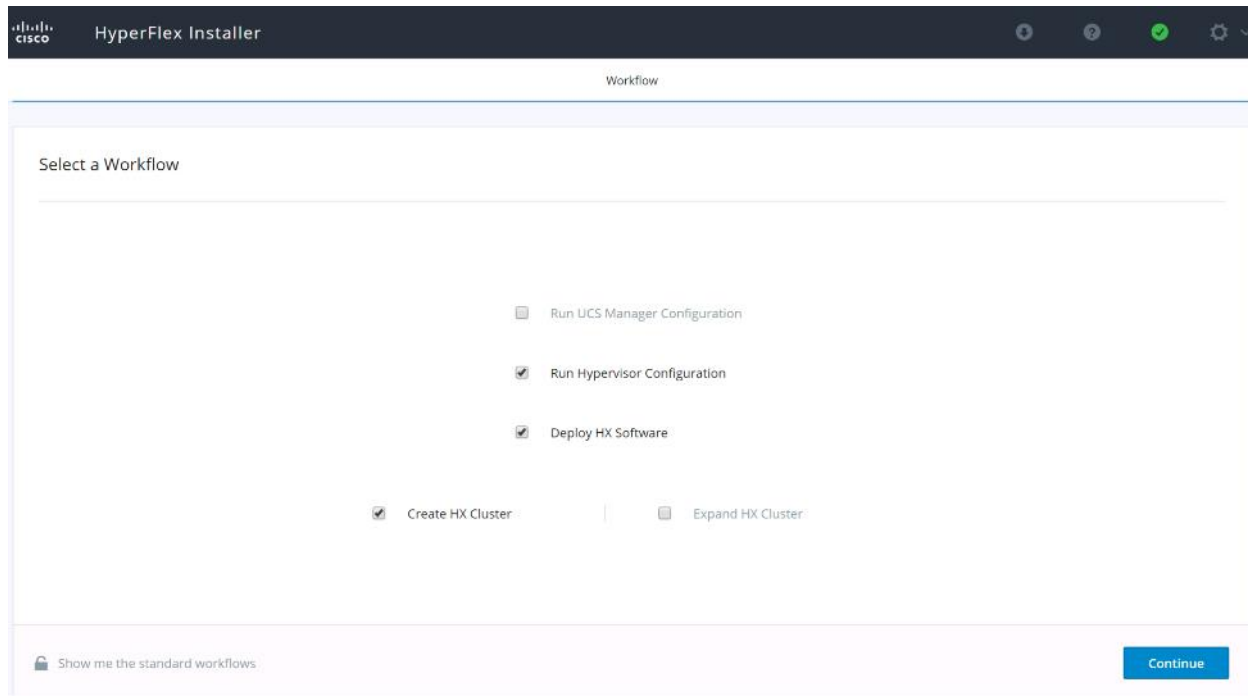 CISCO HyperFlex Installer
Workflow
Select a Workflow
Run UCS Manager Configuration
Run Hypervisor Configuration
Deploy HX Software
Create HX Cluster Expand HX Cluster
Show me the standard workflows Continue